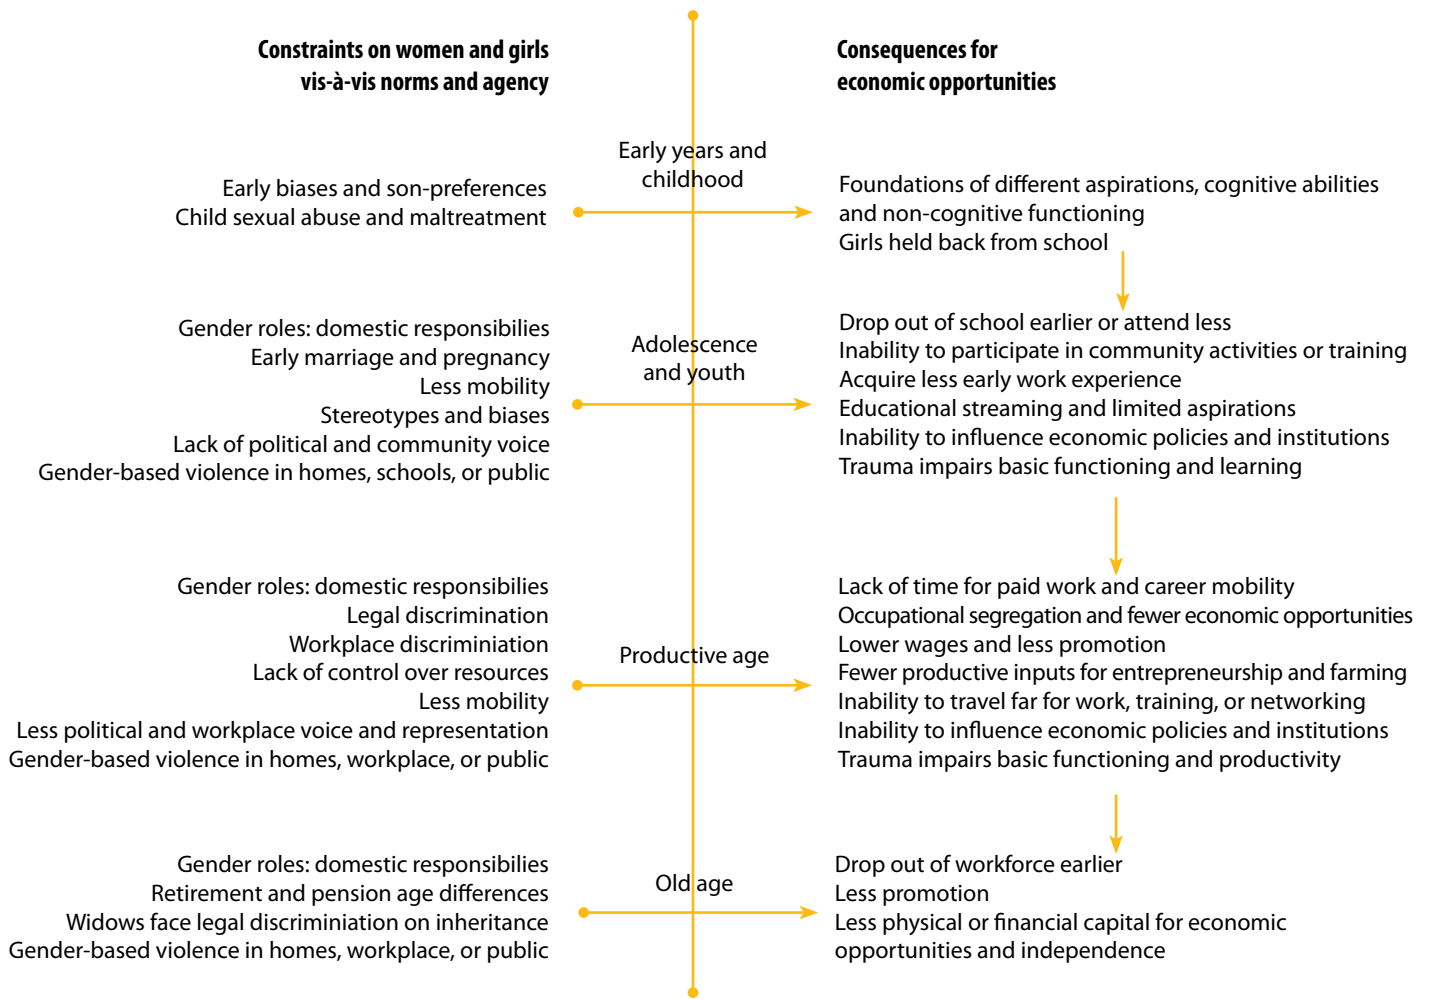 Constraints on women and girls
vis-à-vis norms and agency
Consequences for
economic opportunities
Early years and
childhood
Early biases and son-preferences
Child sexual abuse and maltreatment
Foundations of different aspirations, cognitive abilities
and non-cognitive functioning
Girls held back from school
Adolescence
and youth
Gender roles: domestic responsibilies
Early marriage and pregnancy
Less mobility
Stereotypes and biases
Lack of political and community voice
Gender-based violence in homes, schools, or public
Drop out of school earlier or attend less
Inability to participate in community activities or training
Acquire less early work experience
Educational streaming and limited aspirations
Inability to influence economic policies and institutions
Trauma impairs basic functioning and learning
Productive age
Gender roles: domestic responsibilies
Legal discrimination
Workplace discriminiation
Lack of control over resources
Less mobility
Less political and workplace voice and representation
Gender-based violence in homes, workplace, or public
Lack of time for paid work and career mobility
Occupational segregation and fewer economic opportunities
Lower wages and less promotion
Fewer productive inputs for entrepreneurship and farming
Inability to travel far for work, training, or networking
Inability to influence economic policies and institutions
Trauma impairs basic functioning and productivity
Old age
Gender roles: domestic responsibilies
Retirement and pension age differences
Widows face legal discriminiation on inheritance
Gender-based violence in homes, workplace, or public
Drop out of workforce earlier
Less promotion
Less physical or financial capital for economic
opportunities and independence